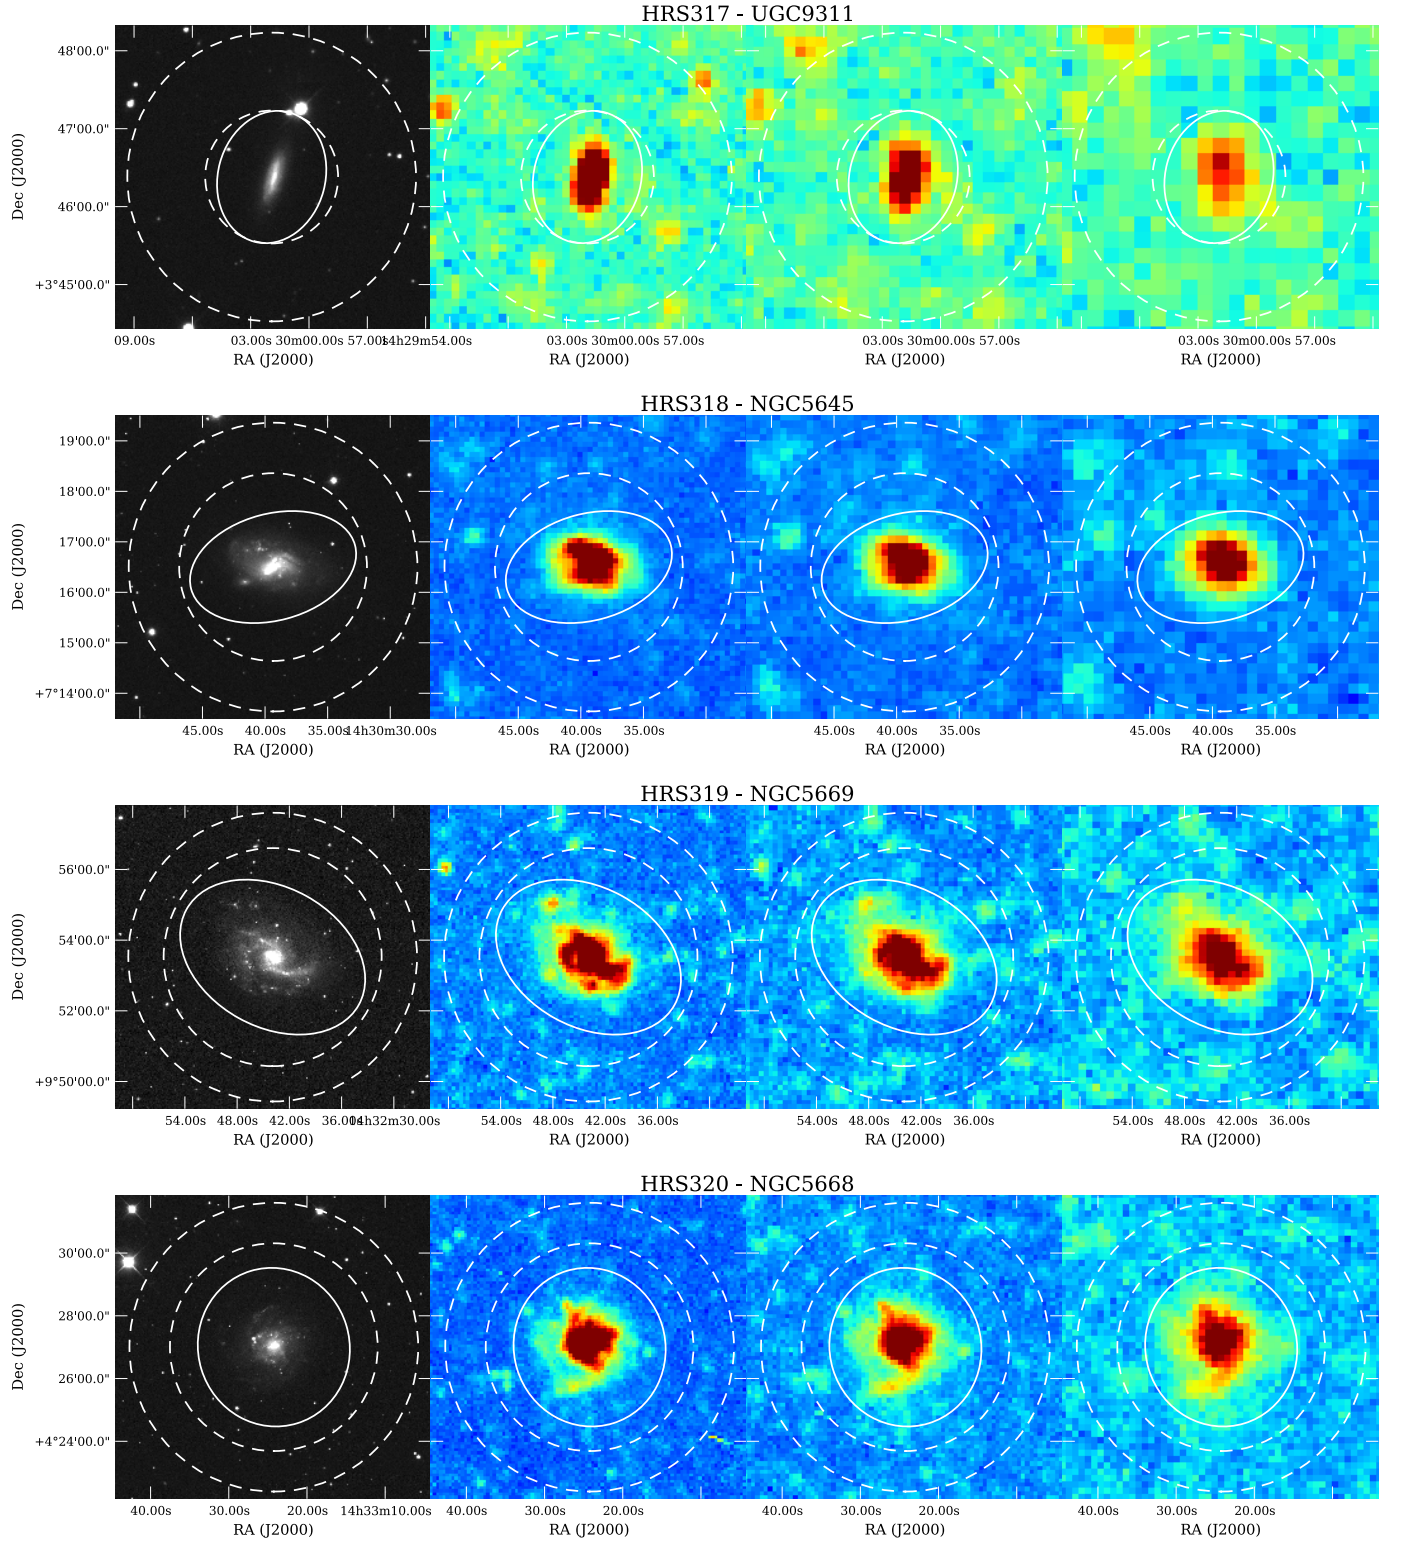 HRS317 - UGC9311
48'00.0"
47'00.0"
46'00.0"
+3°45'00.0"
Dec (J2000)
09.00s 03.00s 30m00.00s 57.00s 14h29m54.00s 03.00s 30m00.00s 57.00s 03.00s 30m00.00s 57.00s 03.00s 30m00.00s 57.00s
RA (J2000) RA (J2000) RA (J2000) RA (J2000)
HRS318 - NGC5645
19'00.0"
18'00.0"
17'00.0"
16'00.0"
15'00.0"
+7°14'00.0"
Dec (J2000)
45.00s 40.00s 35.00s 14h30m30.00s 45.00s 40.00s 35.00s 45.00s 40.00s 35.00s 45.00s 40.00s 35.00s
RA (J2000) RA (J2000) RA (J2000) RA (J2000)
HRS319 - NGC5669
56'00.0"
54'00.0"
52'00.0"
+9°50'00.0"
Dec (J2000)
54.00s 48.00s 42.00s 36.00s 14h32m30.00s 54.00s 48.00s 42.00s 36.00s 54.00s 48.00s 42.00s 36.00s 54.00s 48.00s 42.00s 36.00s
RA (J2000) RA (J2000) RA (J2000) RA (J2000)
HRS320 - NGC5668
30'00.0"
28'00.0"
26'00.0"
+4°24'00.0"
Dec (J2000)
40.00s 30.00s 20.00s 14h33m10.00s 40.00s 30.00s 20.00s 40.00s 30.00s 20.00s 40.00s 30.00s 20.00s
RA (J2000) RA (J2000) RA (J2000) RA (J2000)